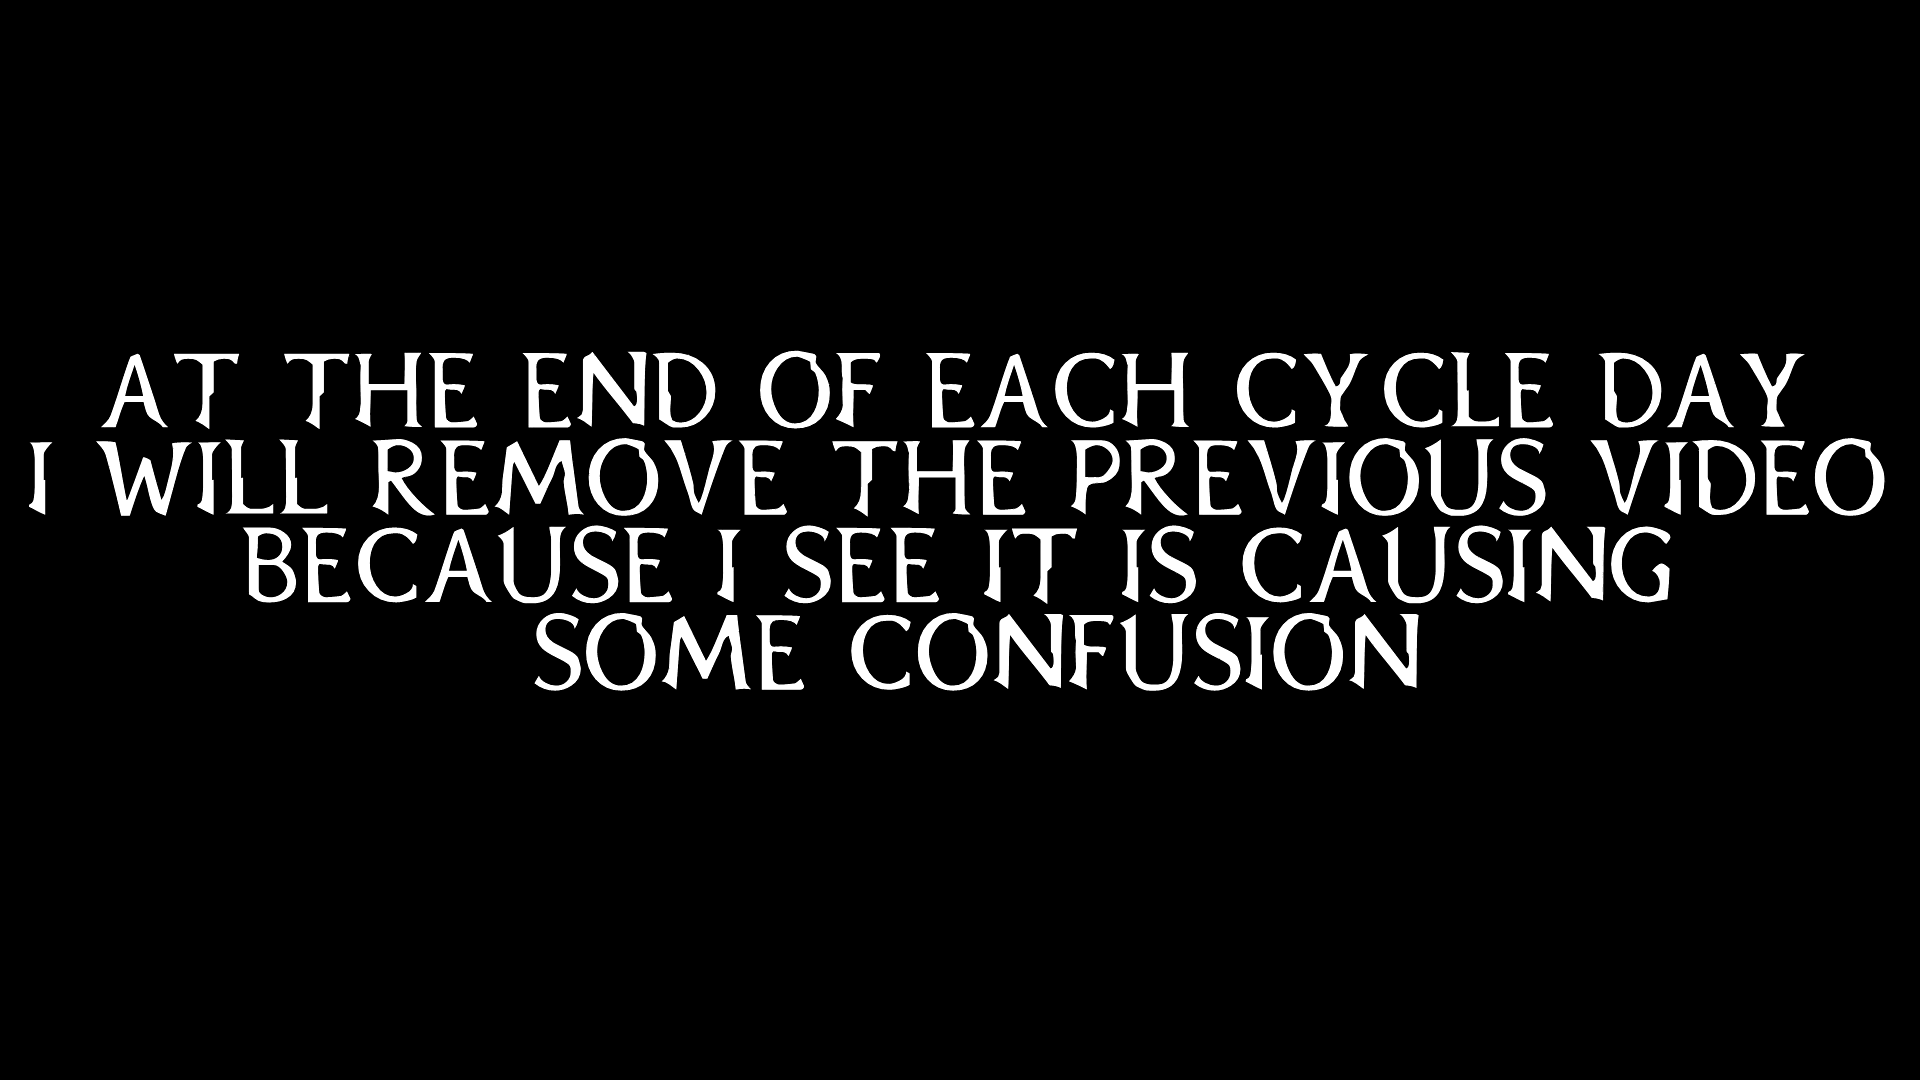 AT THE END OF EACH CYCLE DAY
I WILL REMOVE THE PREVIOUS VIDEO
BECAUSE I SEE IT IS CAUSING
SOME CONFUSION